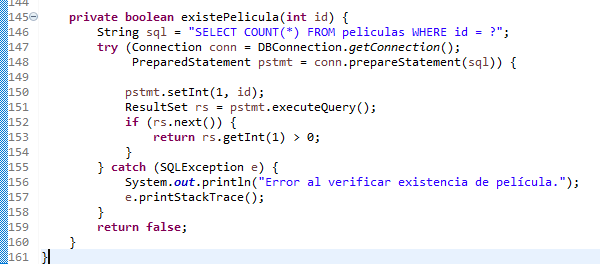 144
145 private boolean existePelicula(int id) {
146 String sql = "SELECT COUNT(*) FROM peliculas WHERE id = ?";
147 try (Connection conn = DBConnection.getConnection();
148 PreparedStatement pstmt = conn.prepareStatement(sql)) {
149
150 pstmt.setInt(1, id);
151 ResultSet rs = pstmt.executeQuery();
152 if (rs.next()) {
153 return rs.getInt(1) > 0;
154 }
155 } catch (SQLException e) {
156 System.out.println("Error al verificar existencia de película.");
157 e.printStackTrace();
158 }
159 return false;
160 }
161 }